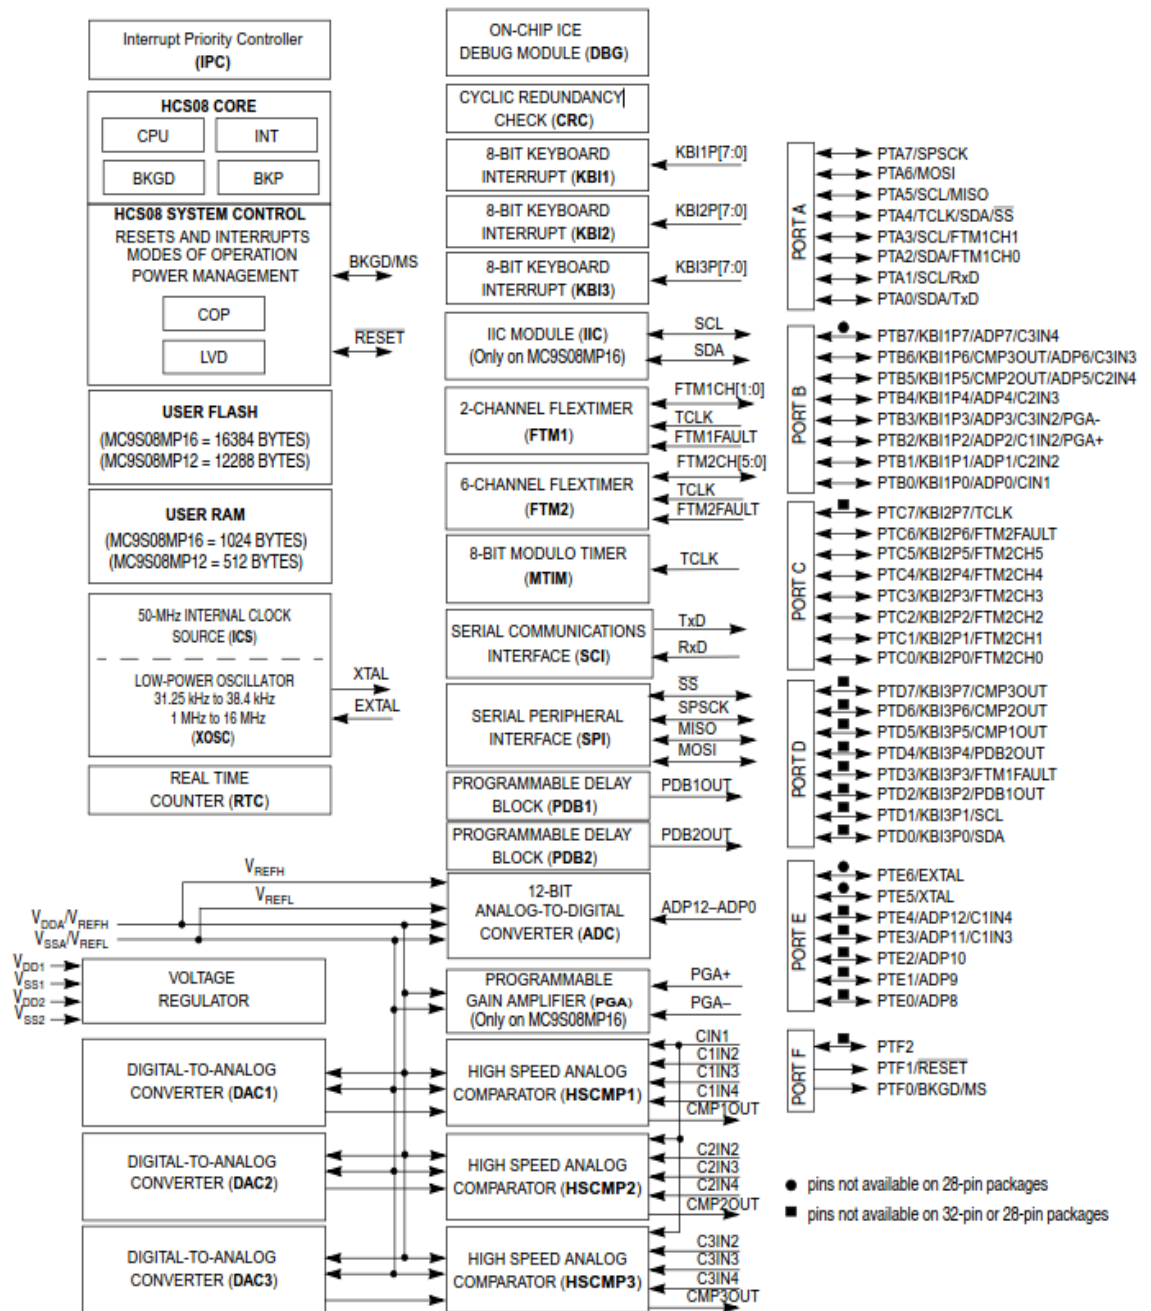 Interrupt Priority Controller
(IPC)
HCS08 CORE
CPU
INT
BKGD
BKP
HCS08 SYSTEM CONTROL
RESETS AND INTERRUPTS
MODES OF OPERATION
POWER MANAGEMENT
COP
LVD
BKGD/MS
RESET
USER FLASH
(MC9S08MP16 = 16384 BYTES)
(MC9S08MP12 = 12288 BYTES)
USER RAM
(MC9S08MP16 = 1024 BYTES)
(MC9S08MP12 = 512 BYTES)
50-MHz INTERNAL CLOCK
SOURCE (ICS)
LOW-POWER OSCILLATOR
31.25 kHz to 38.4 kHz
1 MHz to 16 MHz
(XOSC)
XTAL
EXTAL
REAL TIME
COUNTER (RTC)
VREFH
VREFL
VDDA/VREFH
VSSA/VREFL
VDD1
VSS1
VDD2
VSS2
VOLTAGE
REGULATOR
DIGITAL-TO-ANALOG
CONVERTER (DAC1)
DIGITAL-TO-ANALOG
CONVERTER (DAC2)
DIGITAL-TO-ANALOG
CONVERTER (DAC3)
ON-CHIP ICE
DEBUG MODULE (DBG)
CYCLIC REDUNDANCY
CHECK (CRC)
8-BIT KEYBOARD
INTERRUPT (KBI1)
KBI1P[7:0]
8-BIT KEYBOARD
INTERRUPT (KBI2)
KBI2P[7:0]
8-BIT KEYBOARD
INTERRUPT (KBI3)
KBI3P[7:0]
IIC MODULE (IIC)
(Only on MC9S08MP16)
SCL
SDA
2-CHANNEL FLEXTIMER
(FTM1)
FTM1CH[1:0]
TCLK
FTM1FAULT
6-CHANNEL FLEXTIMER
(FTM2)
FTM2CH[5:0]
TCLK
FTM2FAULT
8-BIT MODULO TIMER
(MTIM)
TCLK
SERIAL COMMUNICATIONS
INTERFACE (SCI)
TxD
RxD
SERIAL PERIPHERAL
INTERFACE (SPI)
SS
SPSCK
MISO
MOSI
PROGRAMMABLE DELAY
BLOCK (PDB1)
PDB1OUT
PROGRAMMABLE DELAY
BLOCK (PDB2)
PDB2OUT
12-BIT
ANALOG-TO-DIGITAL
CONVERTER (ADC)
ADP12–ADP0
PROGRAMMABLE
GAIN AMPLIFIER (PGA)
(Only on MC9S08MP16)
PGA+
PGA–
HIGH SPEED ANALOG
COMPARATOR (HSCMP1)
CIN1
C1IN2
C1IN3
C1IN4
CMP1OUT
HIGH SPEED ANALOG
COMPARATOR (HSCMP2)
C2IN2
C2IN3
C2IN4
CMP2OUT
HIGH SPEED ANALOG
COMPARATOR (HSCMP3)
C3IN2
C3IN3
C3IN4
CMP3OUT
PORT A
PTA7/SPSCK
PTA6/MOSI
PTA5/SCL/MISO
PTA4/TCLK/SDA/SS
PTA3/SCL/FTM1CH1
PTA2/SDA/FTM1CH0
PTA1/SCL/RxD
PTA0/SDA/TxD
PORT B
PTB7/KBI1P7/ADP7/C3IN4
PTB6/KBI1P6/CMP3OUT/ADP6/C3IN3
PTB5/KBI1P5/CMP2OUT/ADP5/C2IN4
PTB4/KBI1P4/ADP4/C2IN3
PTB3/KBI1P3/ADP3/C3IN2/PGA-
PTB2/KBI1P2/ADP2/C1IN2/PGA+
PTB1/KBI1P1/ADP1/C2IN2
PTB0/KBI1P0/ADP0/CIN1
PORT C
PTC7/KBI2P7/TCLK
PTC6/KBI2P6/FTM2FAULT
PTC5/KBI2P5/FTM2CH5
PTC4/KBI2P4/FTM2CH4
PTC3/KBI2P3/FTM2CH3
PTC2/KBI2P2/FTM2CH2
PTC1/KBI2P1/FTM2CH1
PTC0/KBI2P0/FTM2CH0
PORT D
PTD7/KBI3P7/CMP3OUT
PTD6/KBI3P6/CMP2OUT
PTD5/KBI3P5/CMP1OUT
PTD4/KBI3P4/PDB2OUT
PTD3/KBI3P3/FTM1FAULT
PTD2/KBI3P2/PDB1OUT
PTD1/KBI3P1/SCL
PTD0/KBI3P0/SDA
PORT E
PTE6/EXTAL
PTE5/XTAL
PTE4/ADP12/C1IN4
PTE3/ADP11/C1IN3
PTE2/ADP10
PTE1/ADP9
PTE0/ADP8
PORT F
PTF2
PTF1/RESET
PTF0/BKGD/MS
pins not available on 28-pin packages
pins not available on 32-pin or 28-pin packages